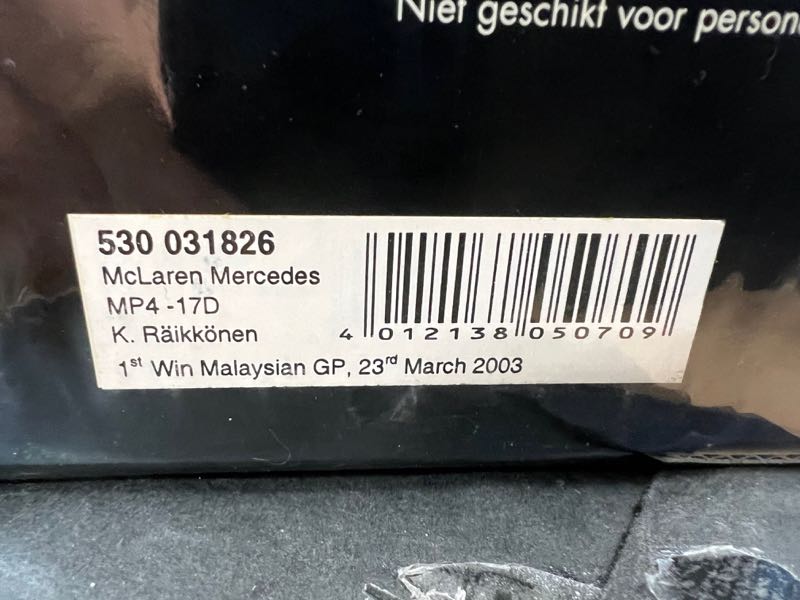 Niet geschikt voor
530 031826
McLaren Mercedes
MP4 -17D
K. Räikkönen
4 012138 050709
1st Win Malaysian GP, 23rd March 2003